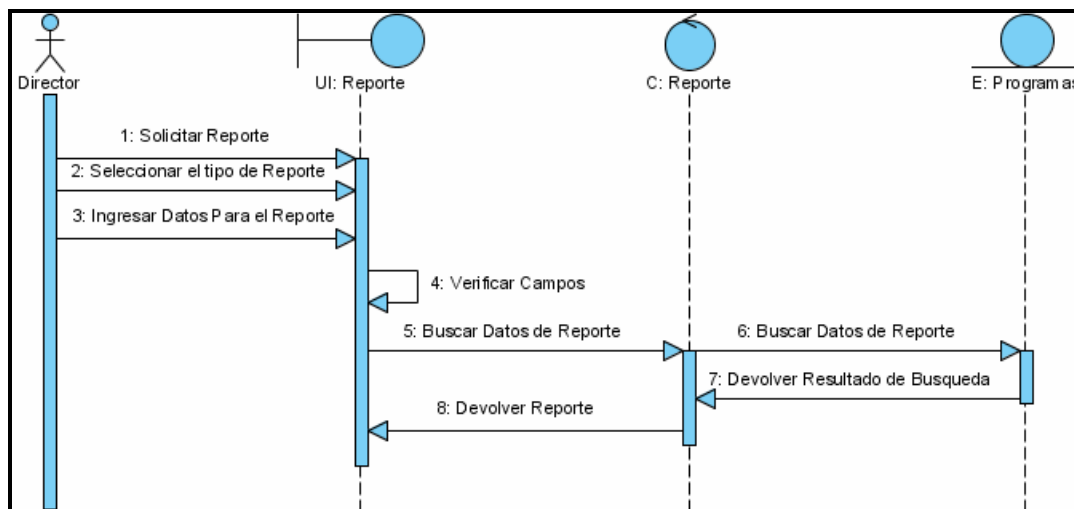 Director
UI: Reporte
C: Reporte
E: Programas
1: Solicitar Reporte
2: Seleccionar el tipo de Reporte
3: Ingresar Datos Para el Reporte
4: Verificar Campos
5: Buscar Datos de Reporte
6: Buscar Datos de Reporte
7: Devolver Resultado de Busqueda
8: Devolver Reporte